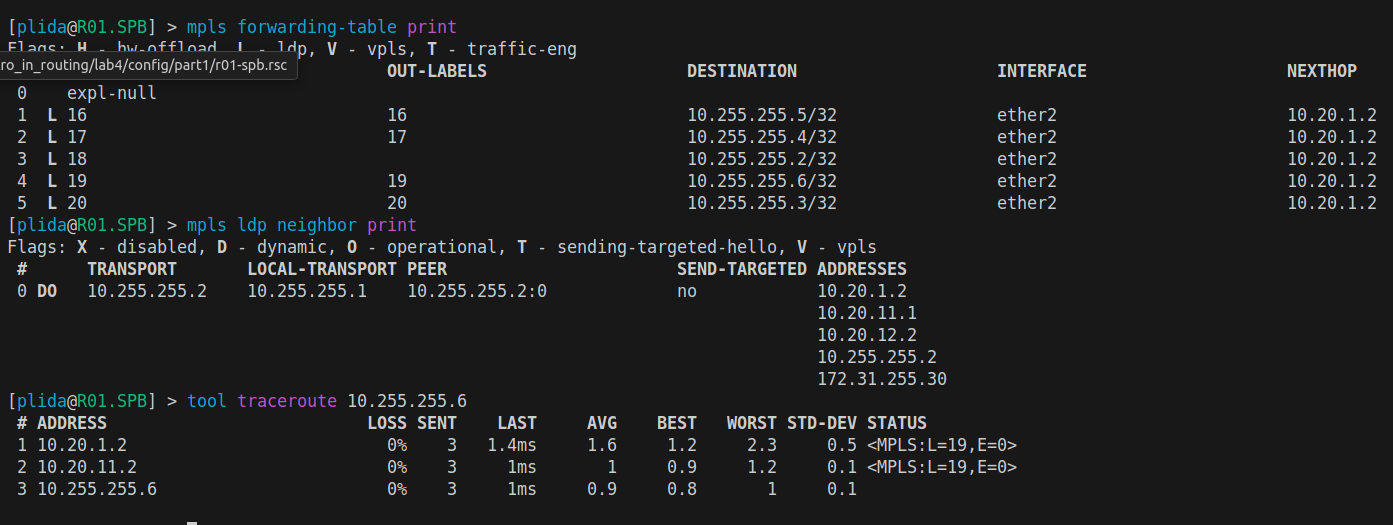 [plida@R01.SPB] > mpls forwarding-table print
Flags: H - hw-offload, L - ldp, V - vpls, T - traffic-eng
ro_in_routing/lab4/config/part1/r01-spb.rsc
OUT-LABELS DESTINATION INTERFACE NEXTHOP
0 expl-null
1 L 16 16 10.255.255.5/32 ether2 10.20.1.2
2 L 17 17 10.255.255.4/32 ether2 10.20.1.2
3 L 18 10.255.255.2/32 ether2 10.20.1.2
4 L 19 19 10.255.255.6/32 ether2 10.20.1.2
5 L 20 20 10.255.255.3/32 ether2 10.20.1.2
[plida@R01.SPB] > mpls ldp neighbor print
Flags: X - disabled, D - dynamic, O - operational, T - sending-targeted-hello, V - vpls
# TRANSPORT LOCAL-TRANSPORT PEER SEND-TARGETED ADDRESSES
0 DO 10.255.255.2 10.255.255.1 10.255.255.2:0 no 10.20.1.2
10.20.11.1
10.20.12.2
10.255.255.2
172.31.255.30
[plida@R01.SPB] > tool traceroute 10.255.255.6
# ADDRESS LOSS SENT LAST AVG BEST WORST STD-DEV STATUS
1 10.20.1.2 0% 3 1.4ms 1.6 1.2 2.3 0.5 <MPLS:L=19,E=0>
2 10.20.11.2 0% 3 1ms 1 0.9 1.2 0.1 <MPLS:L=19,E=0>
3 10.255.255.6 0% 3 1ms 0.9 0.8 1 0.1